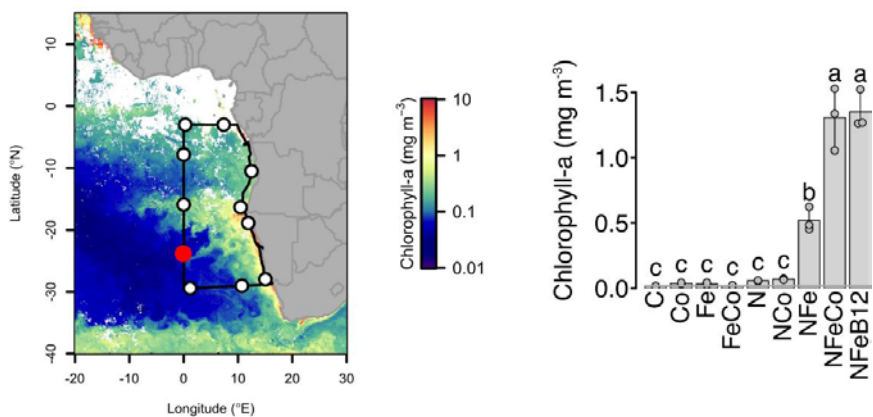 10
0
-10
-20
-30
-40
Latitude (°N)
-20
-10
0
10
20
30
Longitude (°E)
10
1
0.1
0.01
Chlorophyll-a (mg m⁻³)
Chlorophyll-a (mg m⁻³)
1.5
1.0
0.5
0.0
c c c c c c b a a
C
Co
Fe
FeCo
N
NCo
NFe
NFeCo
NFeB12